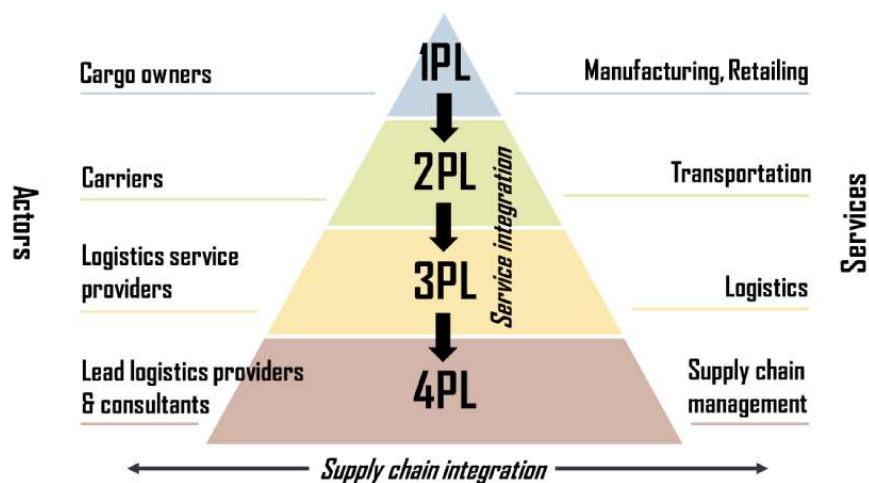 1PL
Cargo owners
Manufacturing, Retailing
2PL
Carriers
Transportation
Service integration
Actors
Services
Logistics service
providers
3PL
Logistics
Lead logistics providers
& consultants
4PL
Supply chain
management
Supply chain integration